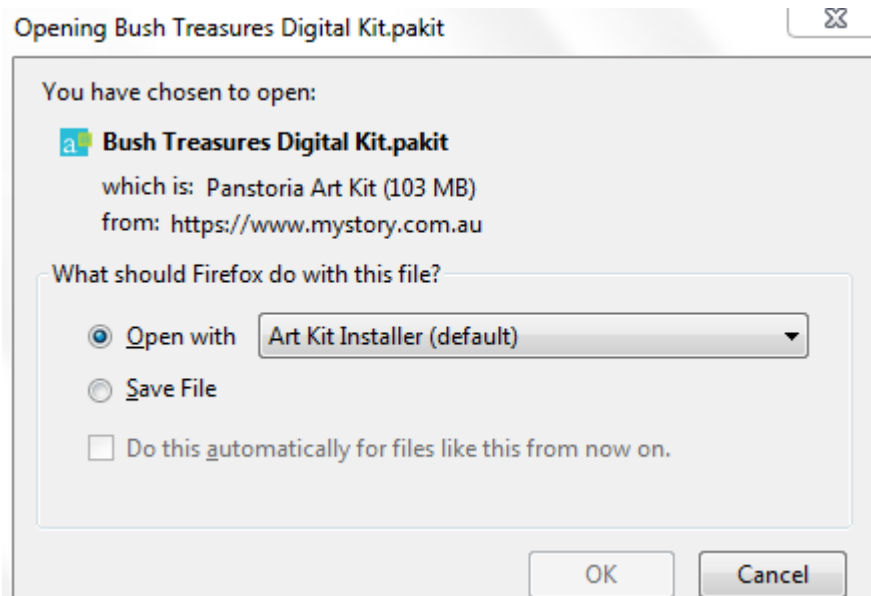 Opening Bush Treasures Digital Kit.pakit
You have chosen to open:
a Bush Treasures Digital Kit.pakit
which is: Panstoria Art Kit (103 MB)
from: https://www.mystory.com.au
What should Firefox do with this file?
Open with Art Kit Installer (default)
Save File
Do this automatically for files like this from now on.
OK Cancel